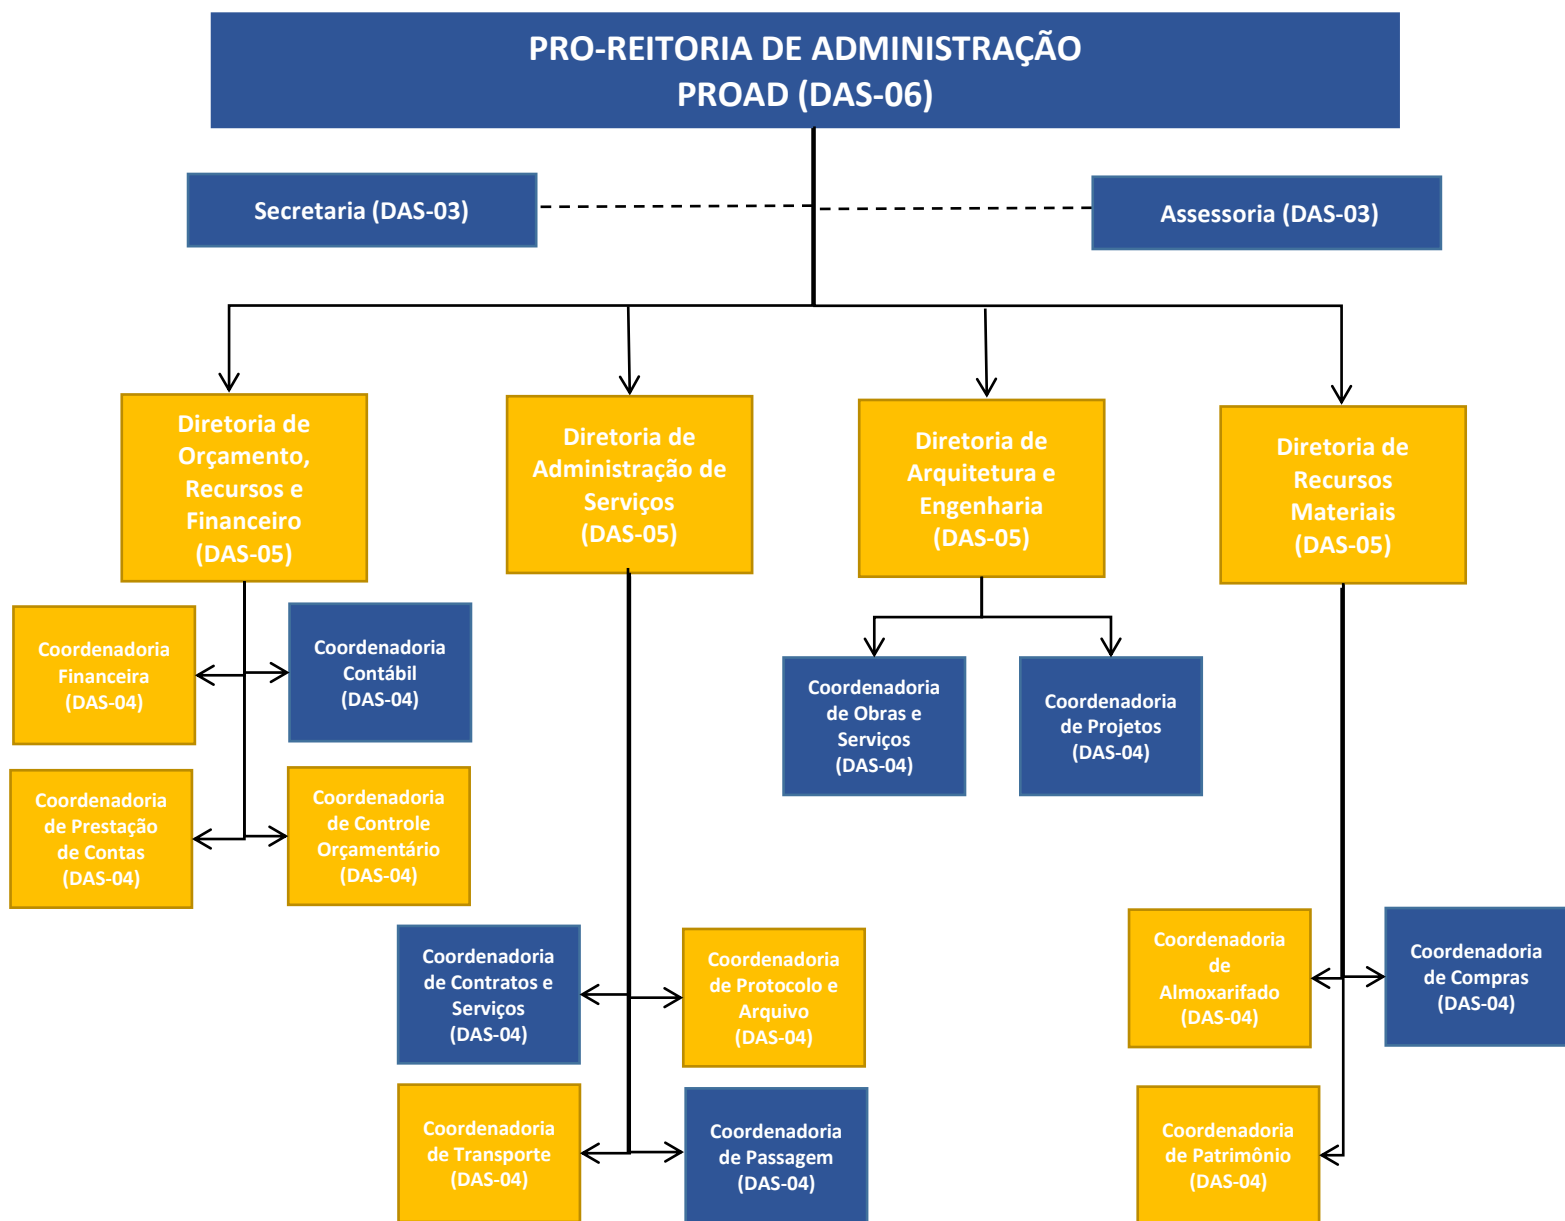 PRO-REITORIA DE ADMINISTRAÇÃO
PROAD (DAS-06)
Secretaria (DAS-03)
Assessoria (DAS-03)
Diretoria de
Orçamento,
Recursos e
Financeiro
(DAS-05)
Diretoria de
Administração de
Serviços
(DAS-05)
Diretoria de
Arquitetura e
Engenharia
(DAS-05)
Diretoria de
Recursos
Materiais
(DAS-05)
Coordenadoria
Financeira
(DAS-04)
Coordenadoria
Contábil
(DAS-04)
Coordenadoria
de Obras e
Serviços
(DAS-04)
Coordenadoria
de Projetos
(DAS-04)
Coordenadoria
de Prestação
de Contas
(DAS-04)
Coordenadoria
de Controle
Orçamentário
(DAS-04)
Coordenadoria
de Contratos e
Serviços
(DAS-04)
Coordenadoria
de Protocolo e
Arquivo
(DAS-04)
Coordenadoria
de
Almoxarifado
(DAS-04)
Coordenadoria
de Compras
(DAS-04)
Coordenadoria
de Transporte
(DAS-04)
Coordenadoria
de Passagem
(DAS-04)
Coordenadoria
de Patrimônio
(DAS-04)